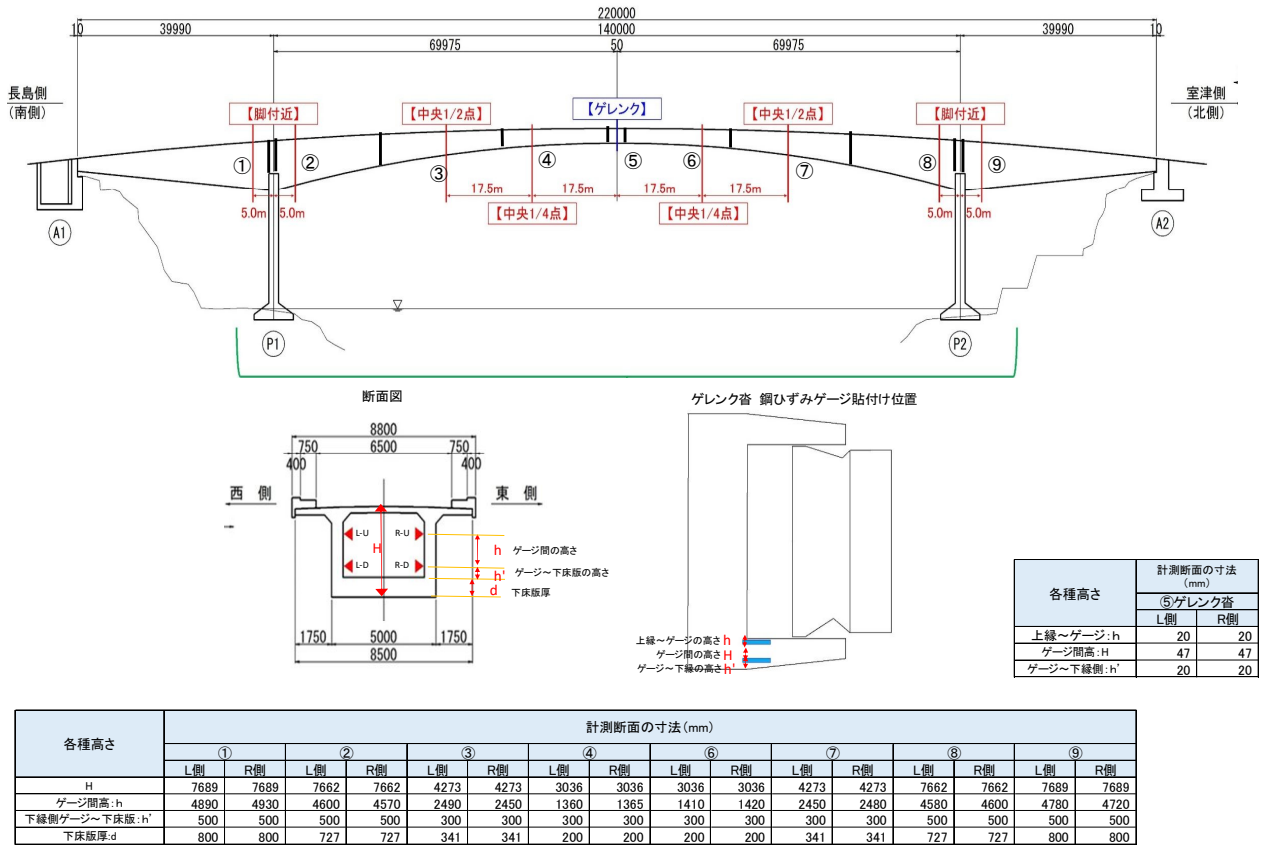 220000
10 39990 140000 39990 10
69975 50 69975
長島側
(南側)
室津側
(北側)
【脚付近】 【中央1/2点】 【ゲレンク】 【中央1/2点】 【脚付近】
① ② ③ ④ ⑤ ⑥ ⑦ ⑧ ⑨
17.5m 17.5m 17.5m 17.5m
5.0m 5.0m 【中央1/4点】 【中央1/4点】 5.0m 5.0m
A1 A2
P1 P2
断面図
8800
750 6500 750
400 400
西 側 東 側
L-U R-U
H
L-D R-D
h ゲージ間の高さ
h' ゲージ～下床版の高さ
d 下床版厚
1750 5000 1750
8500
ゲレンク沓 鋼ひずみゲージ貼付け位置
上縁～ゲージの高さ h
ゲージ間の高さ H
ゲージ～下縁の高さ h'
各種高さ 計測断面の寸法
(mm)
⑤ゲレンク沓
L側 R側
上縁～ゲージ:h 20 20
ゲージ間高:H 47 47
ゲージ～下縁側:h' 20 20
各種高さ 計測断面の寸法(mm)
① ② ③ ④ ⑥ ⑦ ⑧ ⑨
L側 R側 L側 R側 L側 R側 L側 R側 L側 R側 L側 R側 L側 R側 L側 R側
H 7689 7689 7662 7662 4273 4273 3036 3036 3036 3036 4273 4273 7662 7662 7689 7689
ゲージ間高:h 4890 4930 4600 4570 2490 2450 1360 1365 1410 1420 2450 2480 4580 4600 4780 4720
下縁側ゲージ～下床版:h' 500 500 500 500 300 300 300 300 300 300 300 300 500 500 500 500
下床版厚:d 800 800 727 727 341 341 200 200 200 200 341 341 727 727 800 800